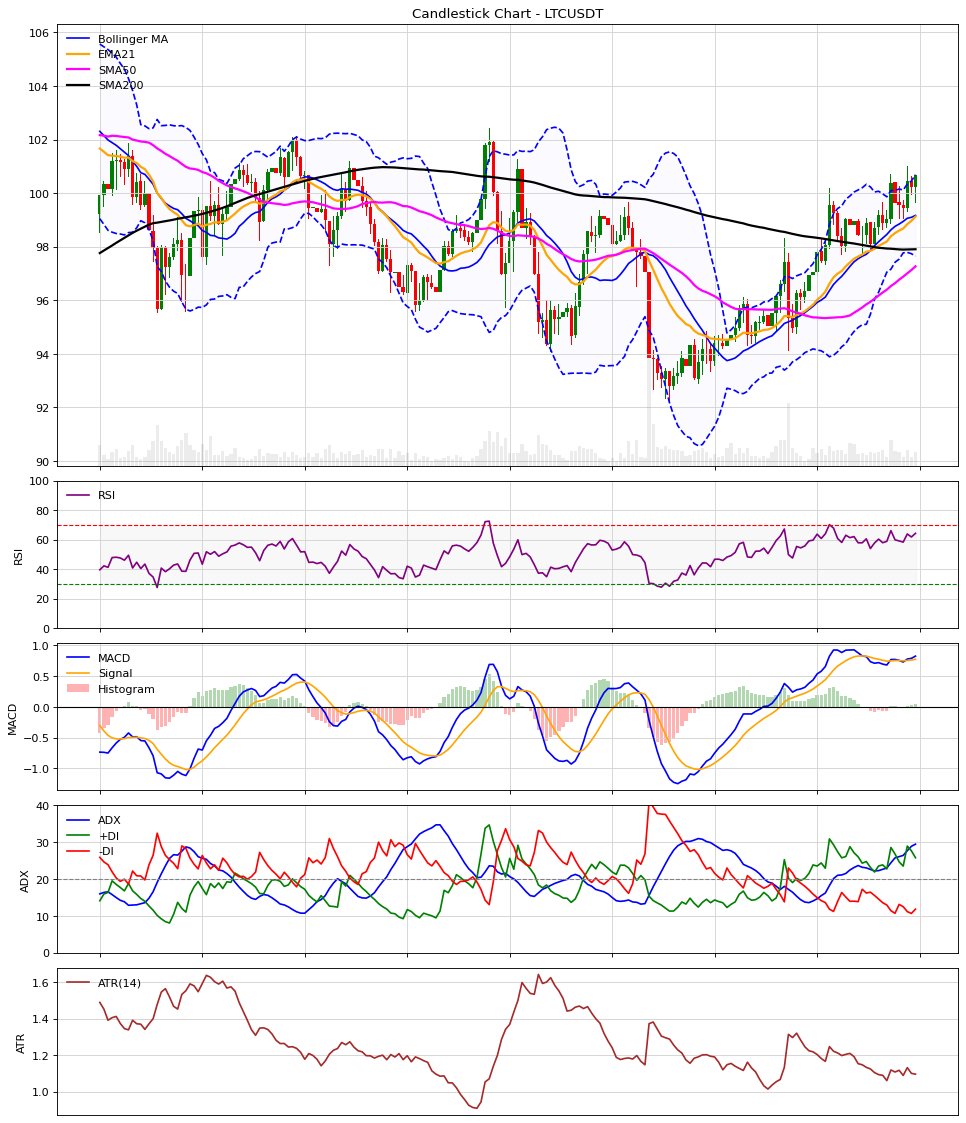 Candlestick Chart - LTCUSDT
106
104
102
100
98
96
94
92
90
Bollinger MA
EMA21
SMA50
SMA200
100
80
60
40
20
0
RSI
RSI
1.0
0.5
0.0
−0.5
−1.0
MACD
MACD
Signal
Histogram
40
30
20
10
0
ADX
ADX
+DI
-DI
1.6
1.4
1.2
1.0
ATR
ATR(14)